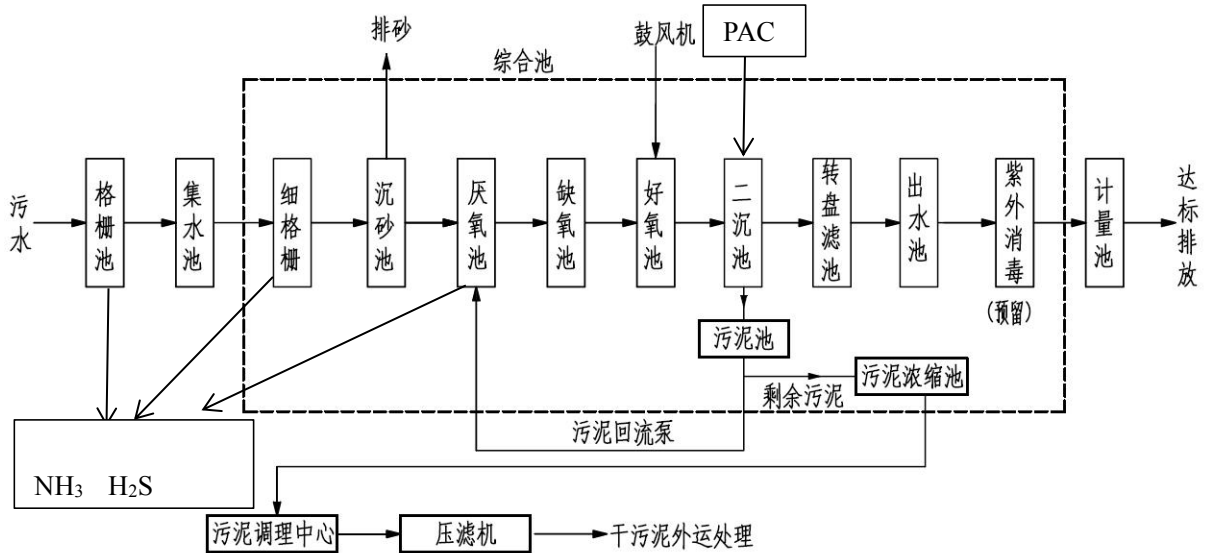 排砂
鼓风机
PAC
综合池
污水
格栅池
集水池
细格栅
沉砂池
厌氧池
缺氧池
好氧池
二沉池
转盘滤池
出水池
紫外消毒
(预留)
计量池
达标排放
污泥池
剩余污泥
污泥浓缩池
污泥回流泵
NH₃ H₂S
污泥调理中心
压滤机
干污泥外运处理